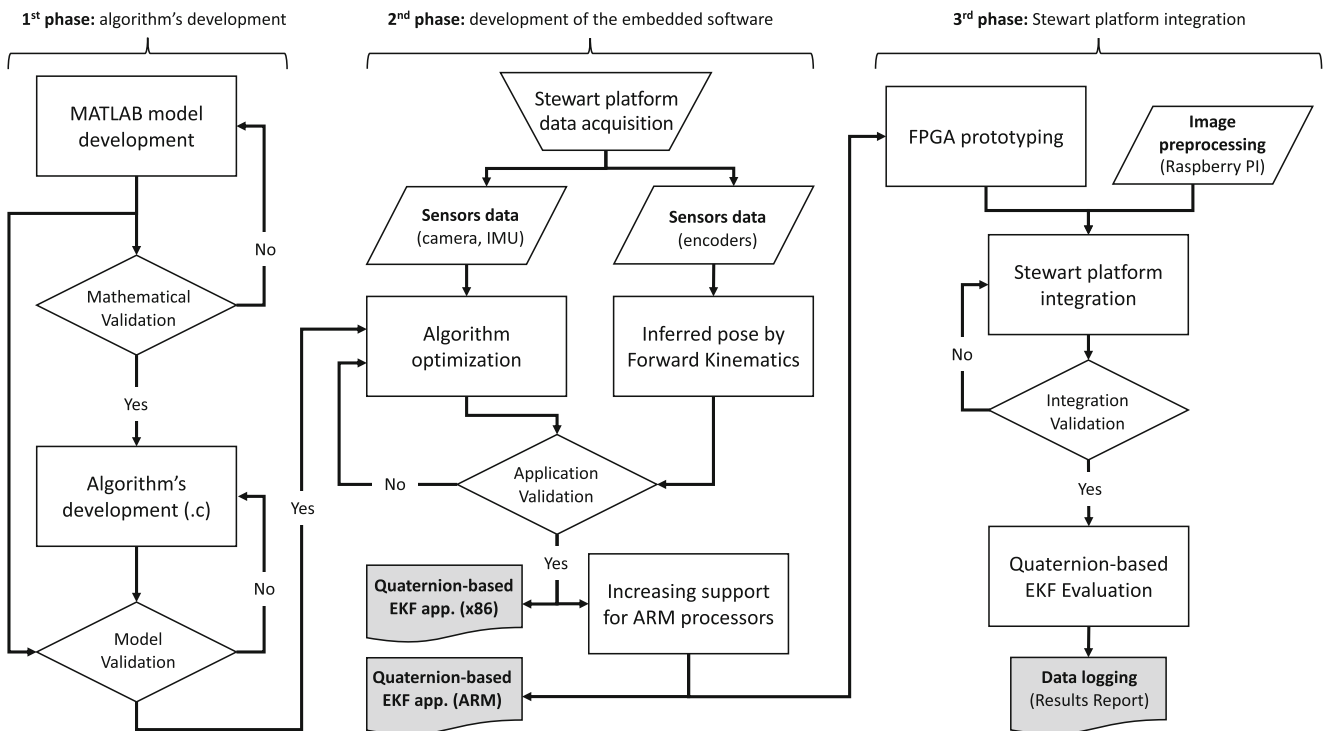 1st phase: algorithm's development
MATLAB model
development
No
Mathematical
Validation
Yes
Algorithm's
development (.c)
No
Model
Validation
Yes
2nd phase: development of the embedded software
Stewart platform
data acquisition
Sensors data
(camera, IMU)
Sensors data
(encoders)
Algorithm
optimization
Inferred pose by
Forward Kinematics
Application
Validation
No
Yes
Quaternion-based
EKF app. (x86)
Increasing support
for ARM processors
Quaternion-based
EKF app. (ARM)
3rd phase: Stewart platform integration
FPGA prototyping
Image
preprocessing
(Raspberry PI)
Stewart platform
integration
No
Integration
Validation
Yes
Quaternion-based
EKF Evaluation
Data logging
(Results Report)